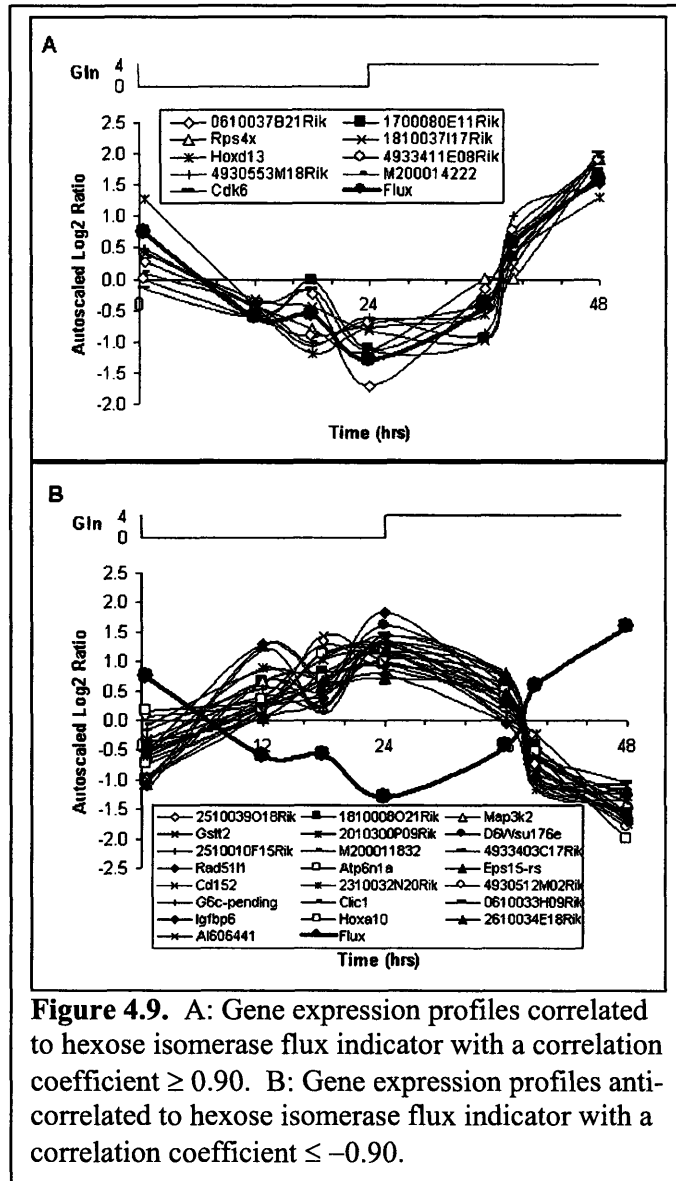 A
Gln 4
0
0610037B21Rik 1700080E11Rik
Rps4x 1810037I17Rik
Hoxd13 4933411E08Rik
4930553M18Rik M200014222
Cdk6 Flux
2.5
2.0
1.5
1.0
0.5
0.0
-0.5
-1.0
-1.5
-2.0
Autoscaled Log2 Ratio
0 12 24 48
Time (hrs)
B
Gln 4
0
2.5
2.0
1.5
1.0
0.5
0.0
-0.5
-1.0
-1.5
-2.0
-2.5
Autoscaled Log2 Ratio
12 24 48
2510039O18Rik 1810008O21Rik Map3k2
Gstt2 2010300P09Rik D6Wsu176e
2510010F15Rik M200011832 4933403C17Rik
Rad51l1 Atp6n1a Eps15-rs
Cd152 2310032N20Rik 4930512M02Rik
G6c-pending Clic1 0610033H09Rik
Igfbp6 Hoxa10 2610034E18Rik
AI606441 Flux
Time (hrs)
Figure 4.9. A: Gene expression profiles correlated
to hexose isomerase flux indicator with a correlation
coefficient ≥ 0.90. B: Gene expression profiles anti-
correlated to hexose isomerase flux indicator with a
correlation coefficient ≤ –0.90.